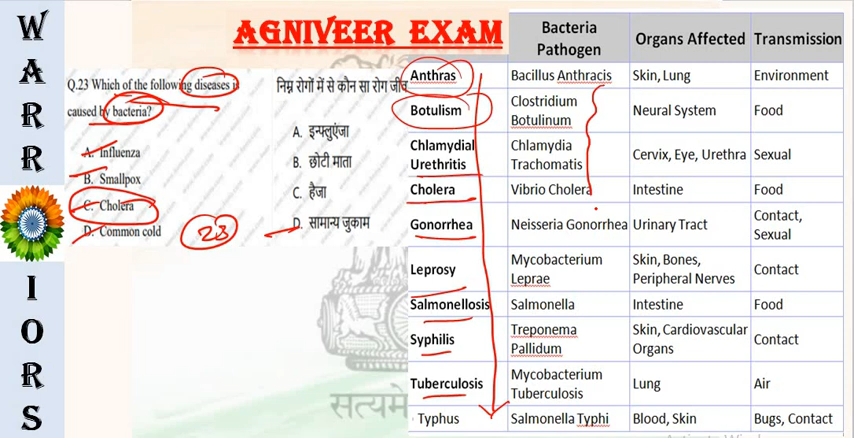 WARRIORS
AGNIVEER EXAM
Q.23 Which of the following diseases is
caused by bacteria?
A. Influenza
B. Smallpox
C. Cholera
D. Common cold
23
निम्न रोगों में से कौन सा रोग
A. इन्फ्लुएंजा
B. छोटी माता
C. हैजा
D. सामान्य जुकाम
सत्यमे
Bacteria Organs Affected Transmission
Pathogen
Anthras Bacillus Anthracis Skin, Lung Environment
Botulism Clostridium Neural System Food
Botulinum
Chlamydial Chlamydia Cervix, Eye, Urethra Sexual
Urethritis Trachomatis
Cholera Vibrio Cholera Intestine Food
Gonorrhea Neisseria Gonorrhea Urinary Tract Contact,
Sexual
Leprosy Mycobacterium Skin, Bones, Contact
Leprae Peripheral Nerves
Salmonellosis Salmonella Intestine Food
Syphilis Treponema Skin, Cardiovascular Contact
Pallidum Organs
Tuberculosis Mycobacterium Lung Air
Tuberculosis
Typhus Salmonella Typhi Blood, Skin Bugs, Contact